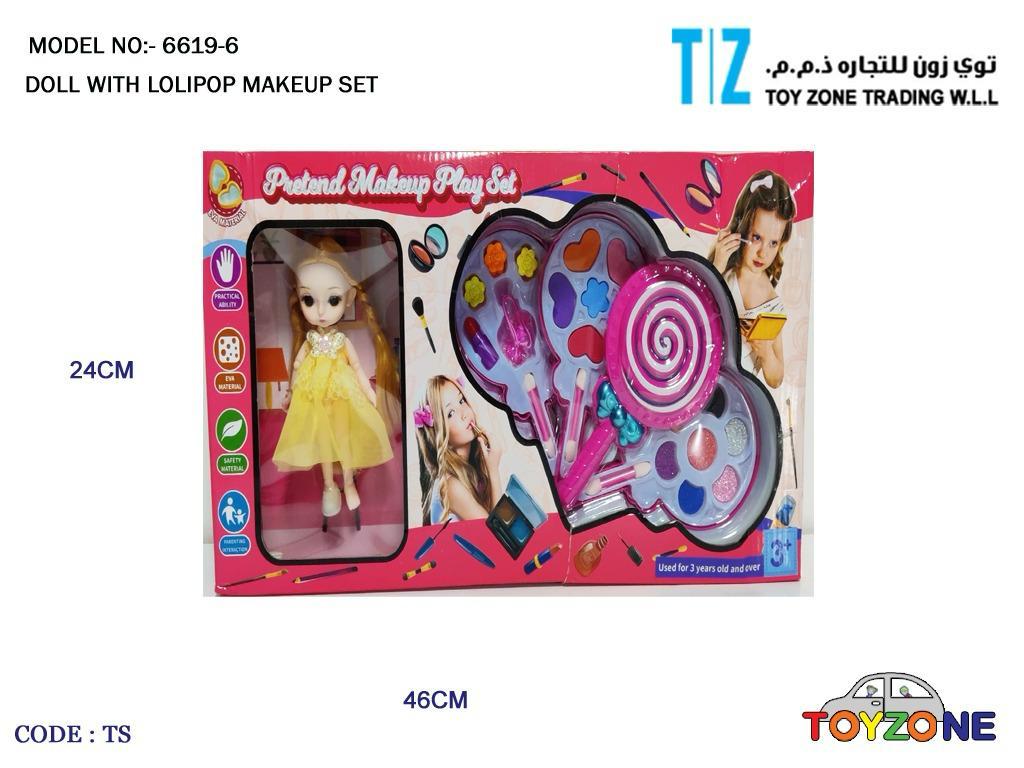 MODEL NO:- 6619-6
DOLL WITH LOLIPOP MAKEUP SET
T|Z
توي زون للتجاره ذ.م.م.
TOY ZONE TRADING W.L.L
Pretend Makeup Play Set
EVA MATERIAL
PRACTICAL
ABILITY
EVA
MATERIAL
SAFETY
MATERIAL
PARENTING
INTERACTION
Used for 3 years old and over
3+
24CM
46CM
CODE : TS
TOYZONE